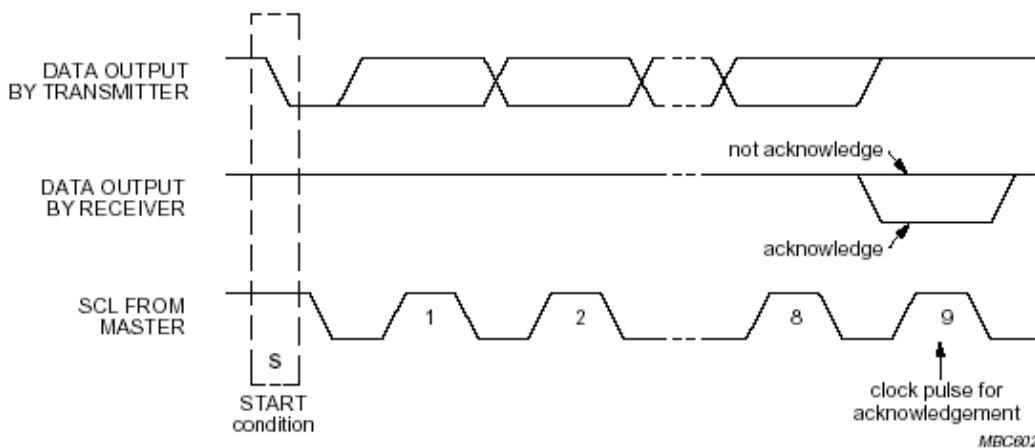 DATA OUTPUT
BY TRANSMITTER
not acknowledge
DATA OUTPUT
BY RECEIVER
acknowledge
SCL FROM
MASTER
1
2
8
9
S
START
condition
clock pulse for
acknowledgement
MBC602